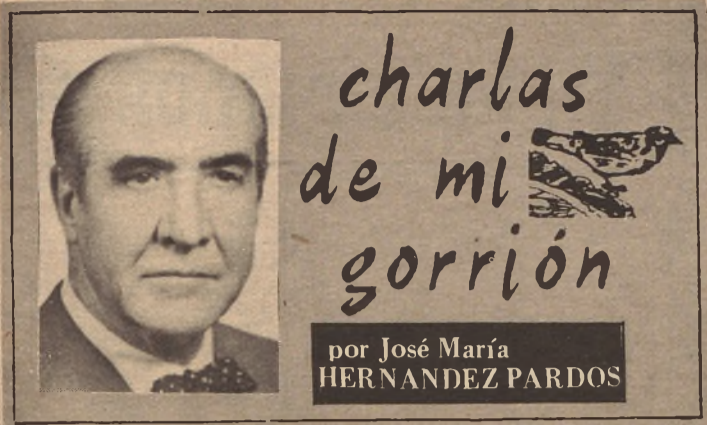 charlas
de mi
gorrión
por José María
HERNANDEZ PARDOS